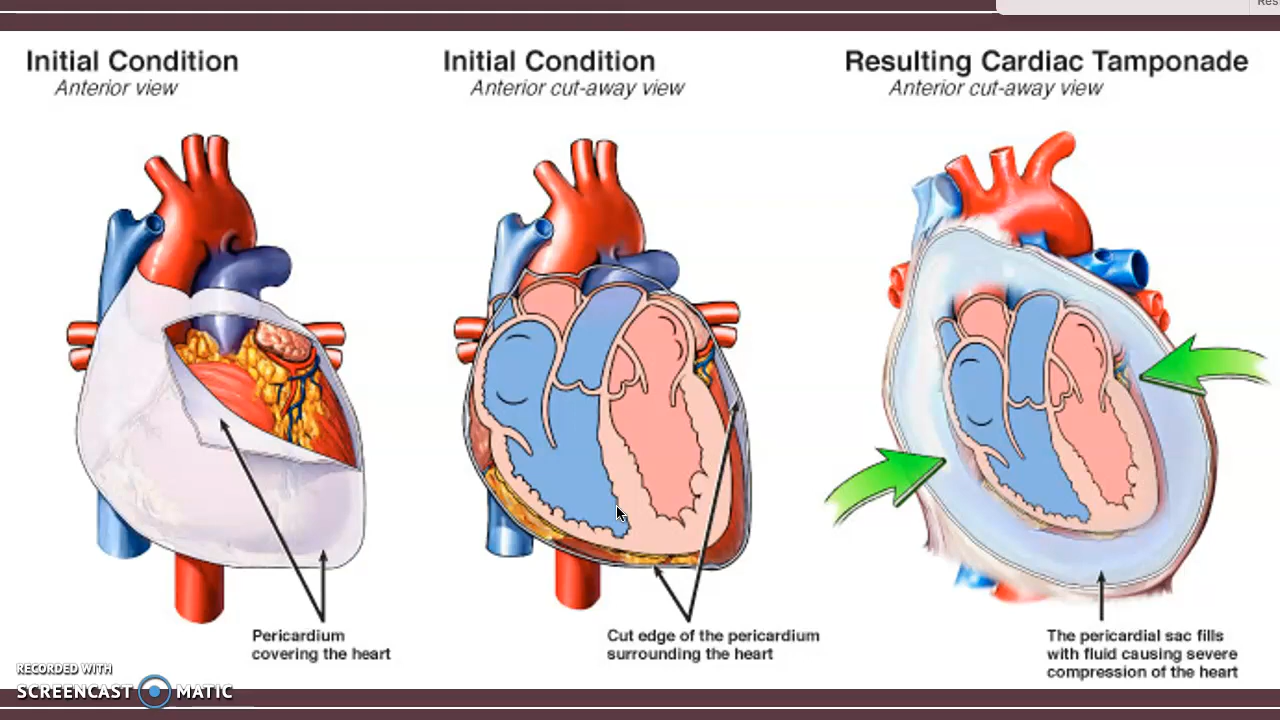 Res
Initial Condition
Anterior view
Initial Condition
Anterior cut-away view
Resulting Cardiac Tamponade
Anterior cut-away view
Pericardium
covering the heart
Cut edge of the pericardium
surrounding the heart
The pericardial sac fills
with fluid causing severe
compression of the heart
RECORDED WITH
SCREENCAST MATIC